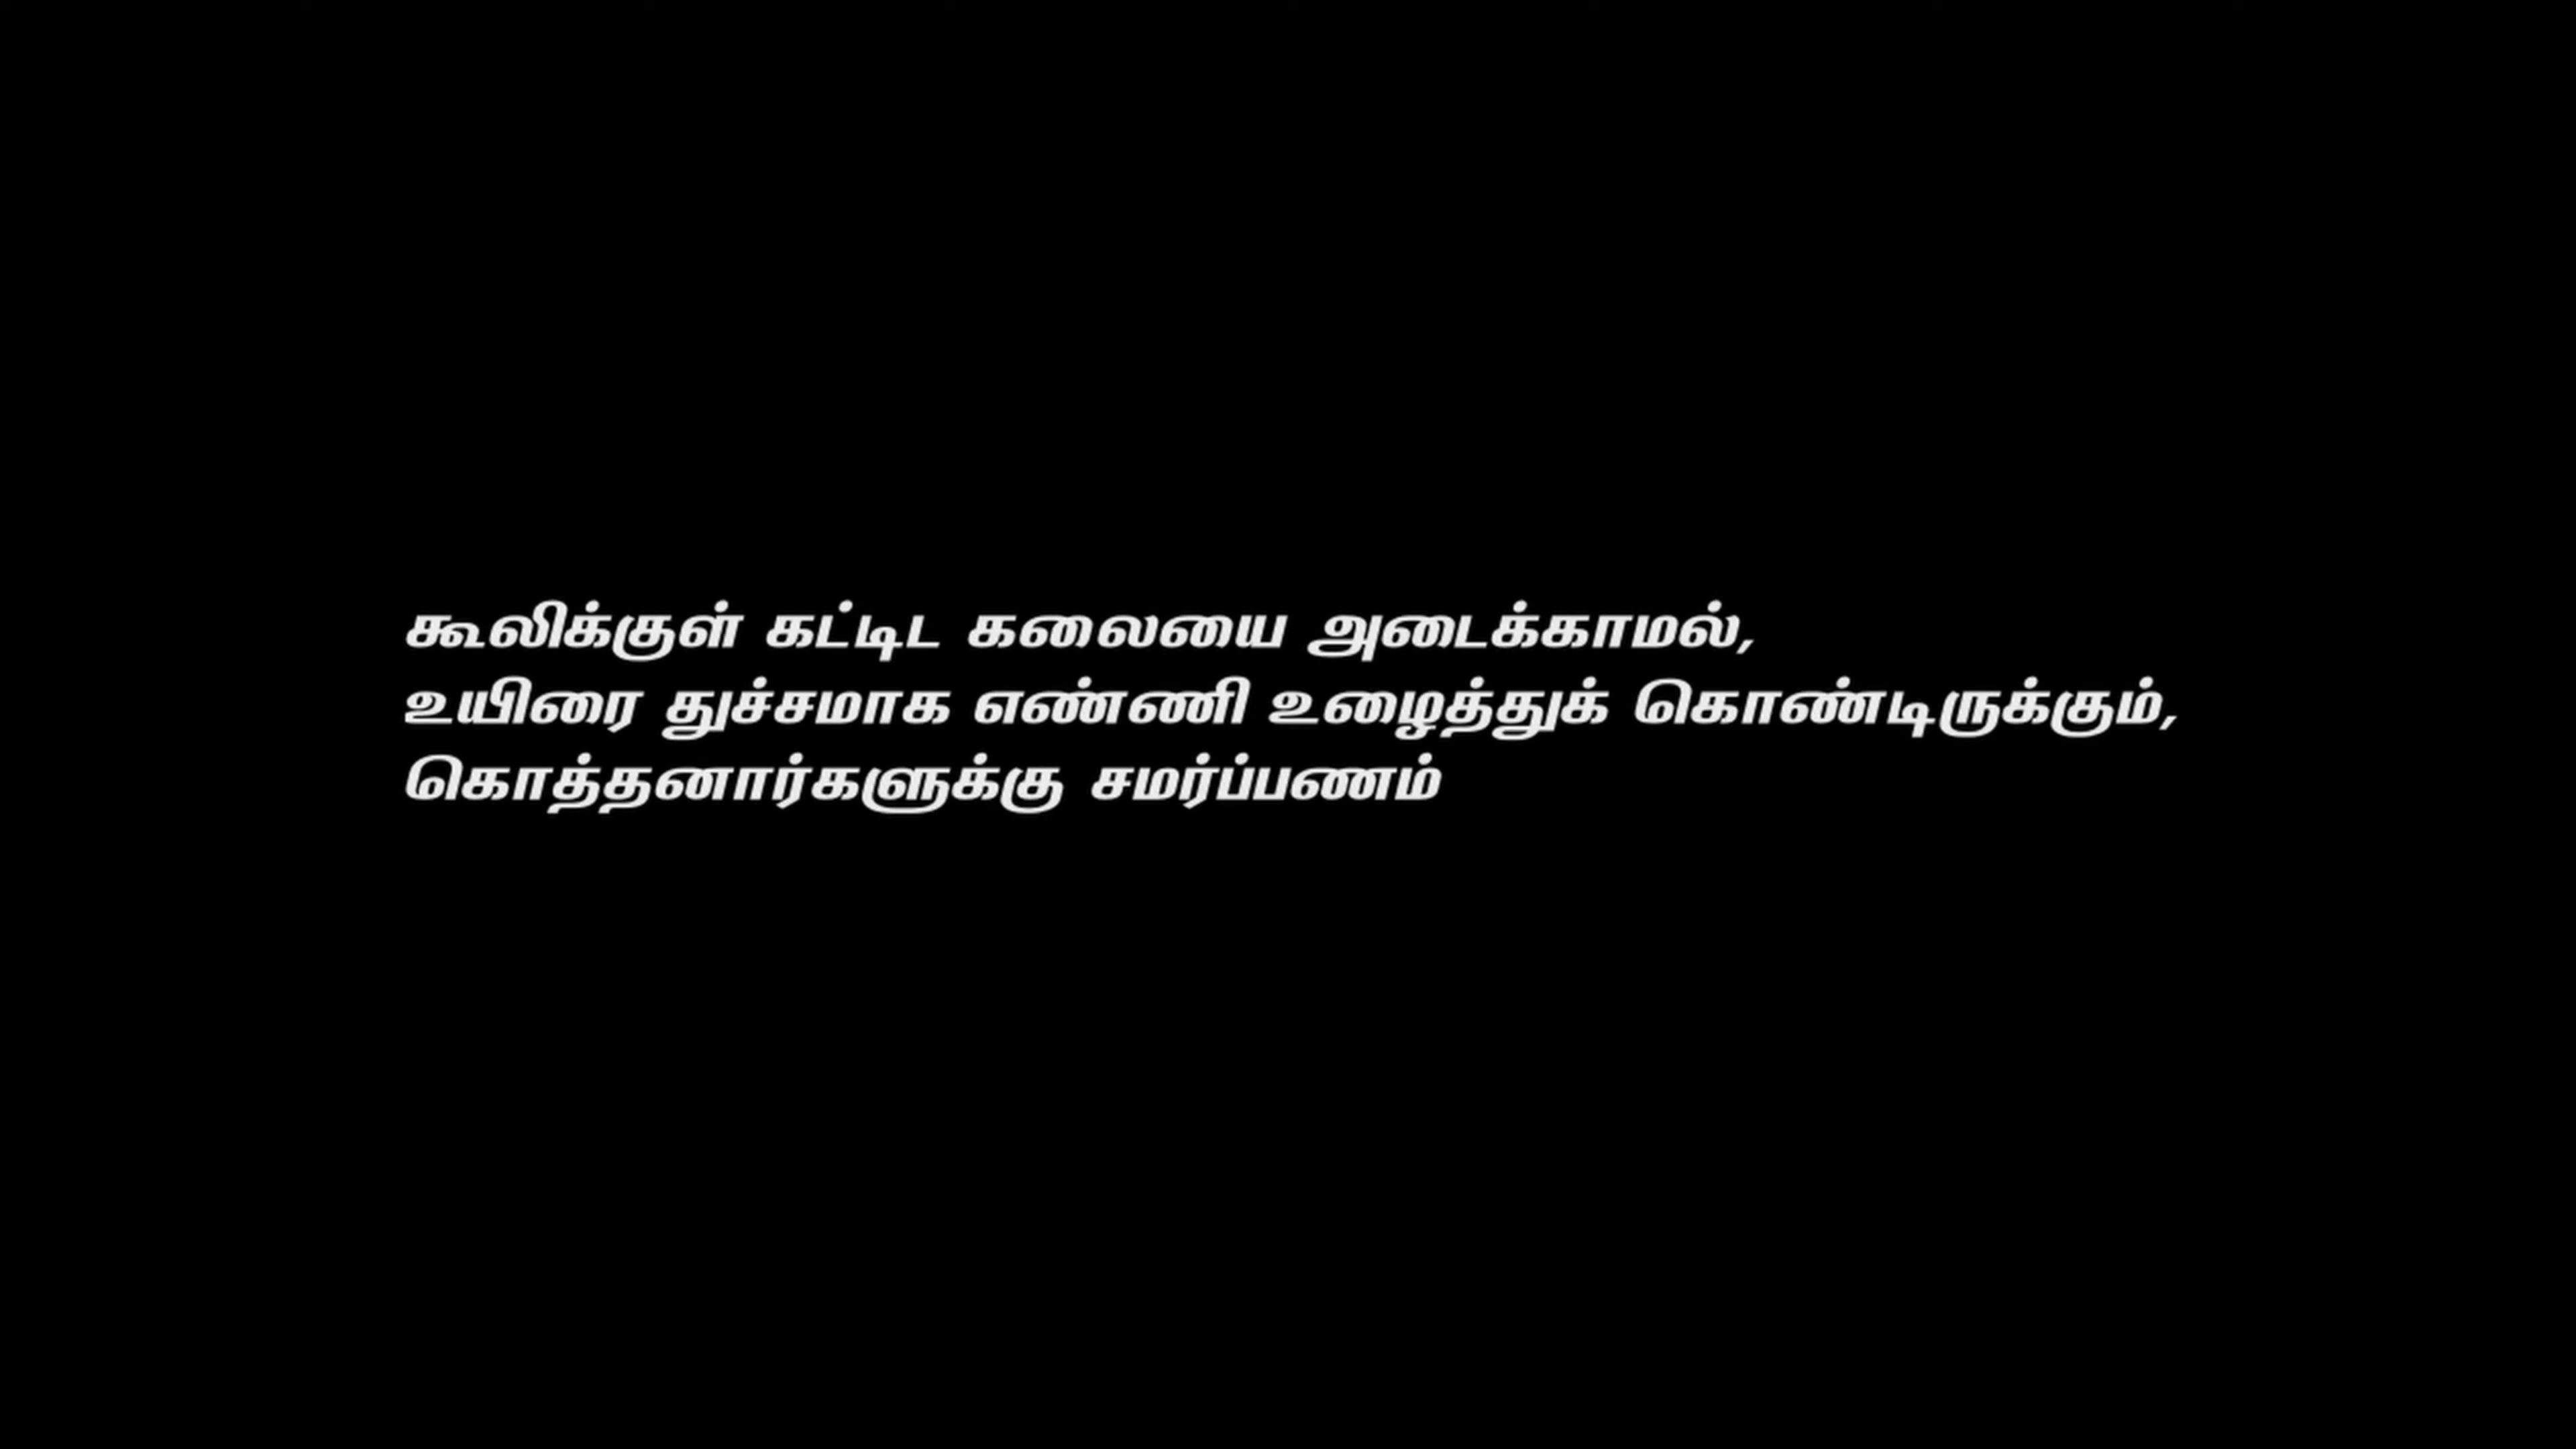 கூலிக்குள் கட்டிட கலையை அடைக்காமல்,
உயிரை துச்சமாக எண்ணி உழைத்துக் கொண்டிருக்கும்,
கொத்தனார்களுக்கு சமர்ப்பணம்